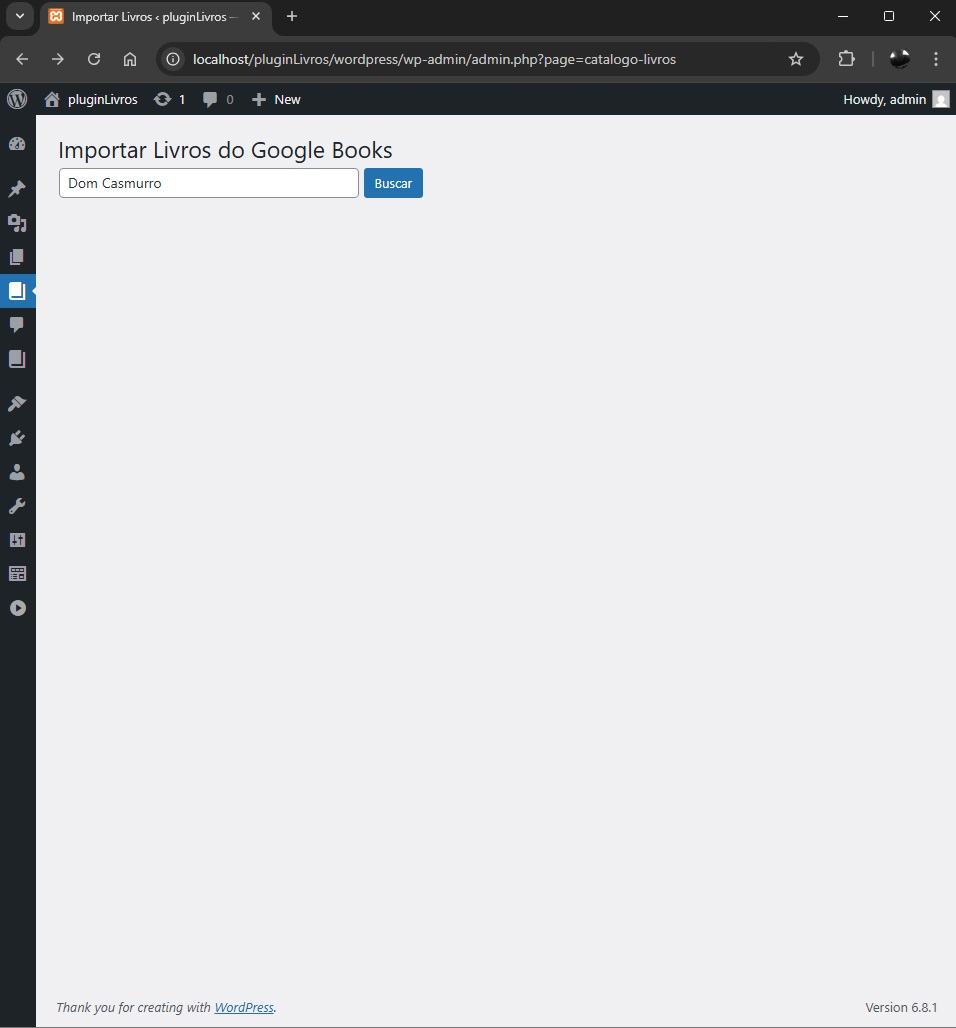 Importar Livros ‹ pluginLivros —
localhost/pluginLivros/wordpress/wp-admin/admin.php?page=catalogo-livros
pluginLivros 1 0 New Howdy, admin
Importar Livros do Google Books
Dom Casmurro Buscar
Thank you for creating with WordPress. Version 6.8.1